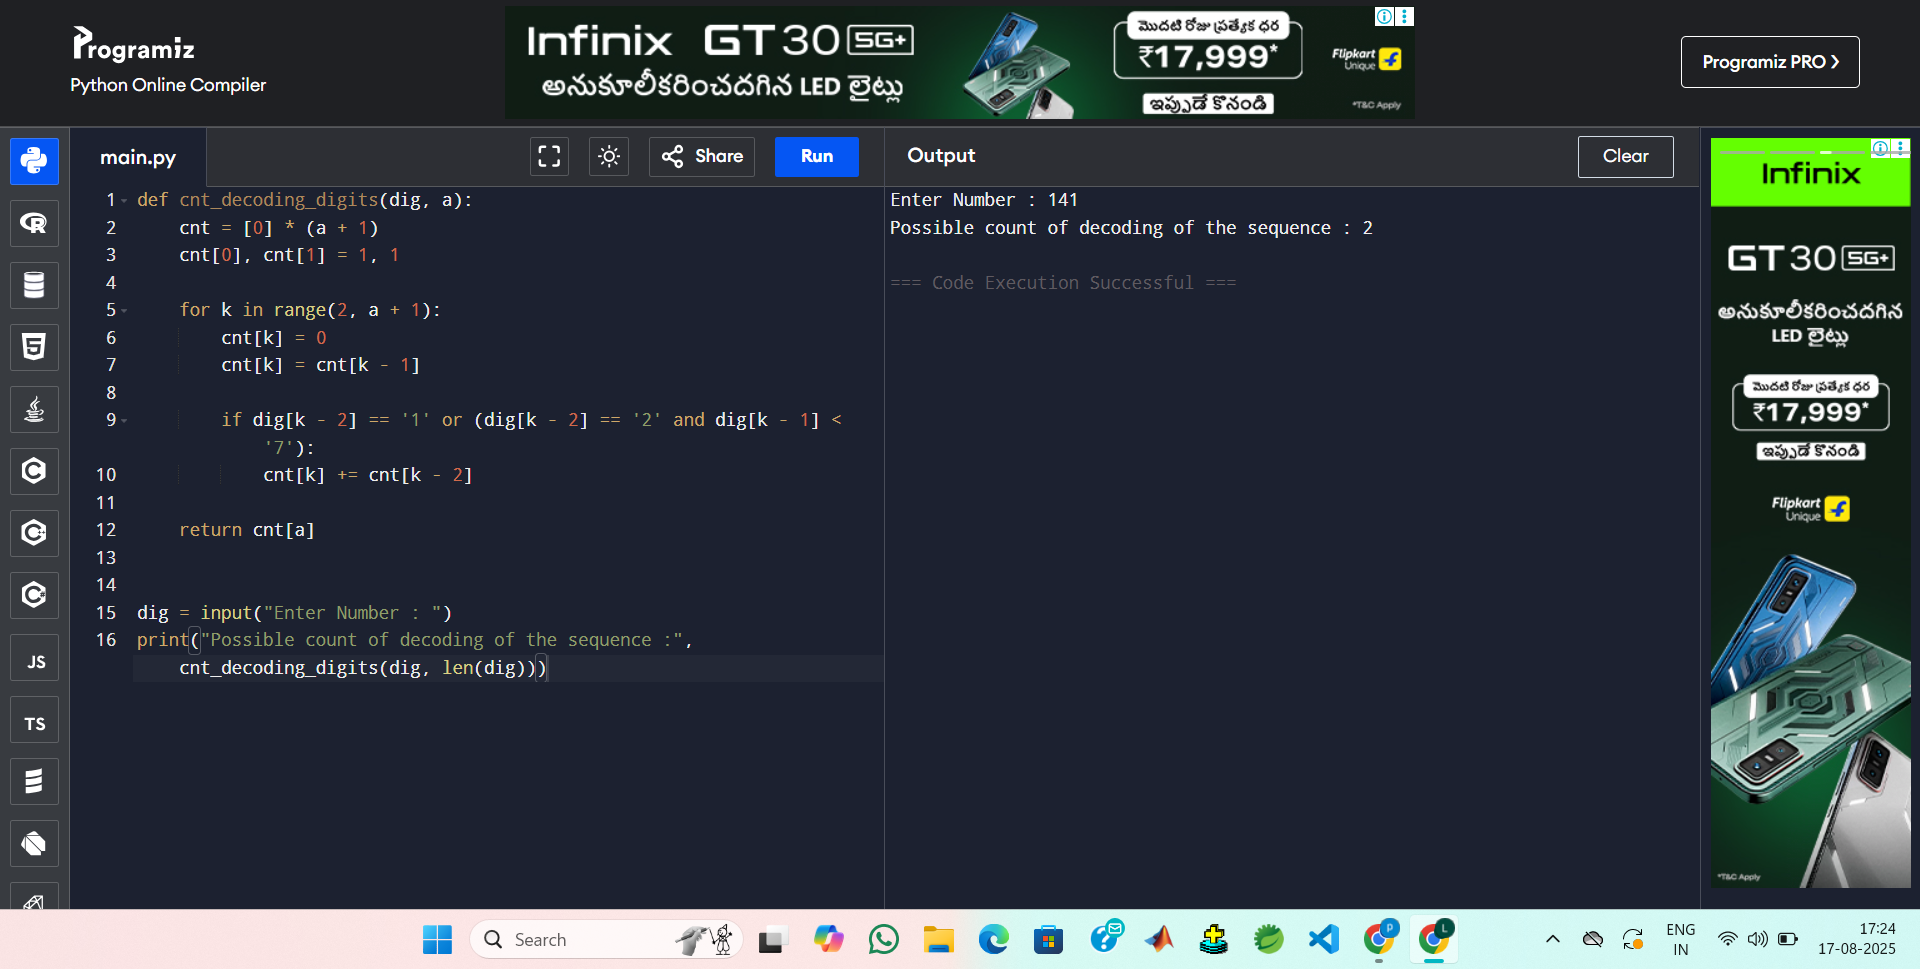 Programiz
Python Online Compiler
Infinix GT 30 5G+
అనుకూలీకరించదగిన LED లైట్లు
మొదటి రోజు ప్రత్యేక ధర
₹17,999*
ఇప్పుడే కొనండి
Flipkart
Unique
*T&C Apply
Programiz PRO ❯
main.py
Share
Run
Output
Clear
1 def cnt_decoding_digits(dig, a):
2     cnt = [0] * (a + 1)
3     cnt[0], cnt[1] = 1, 1
4
5     for k in range(2, a + 1):
6         cnt[k] = 0
7         cnt[k] = cnt[k - 1]
8
9         if dig[k - 2] == '1' or (dig[k - 2] == '2' and dig[k - 1] <
            '7'):
10            cnt[k] += cnt[k - 2]
11
12    return cnt[a]
13
14
15 dig = input("Enter Number : ")
16 print("Possible count of decoding of the sequence :",
    cnt_decoding_digits(dig, len(dig)))
Enter Number : 141
Possible count of decoding of the sequence : 2
=== Code Execution Successful ===
JS
TS
Infinix
GT 30 5G+
అనుకూలీకరించదగిన
LED లైట్లు
మొదటి రోజు ప్రత్యేక ధర
₹17,999*
ఇప్పుడే కొనండి
Flipkart
Unique
*T&C Apply
Search
P
L
ENG
IN
17:24
17-08-2025